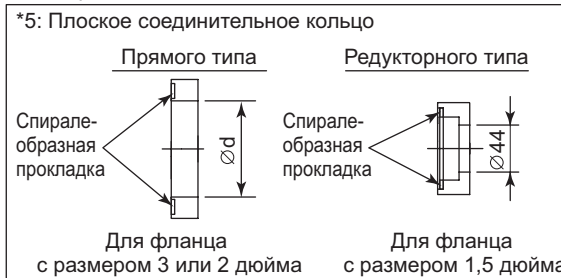 *5: Плоское соединительное кольцо
Прямого типа
Спирале-
образная
прокладка
Ød
Для фланца
с размером 3 или 2 дюйма
Редукторного типа
Спирале-
образная
прокладка
Ø44
Для фланца
с размером 1,5 дюйма